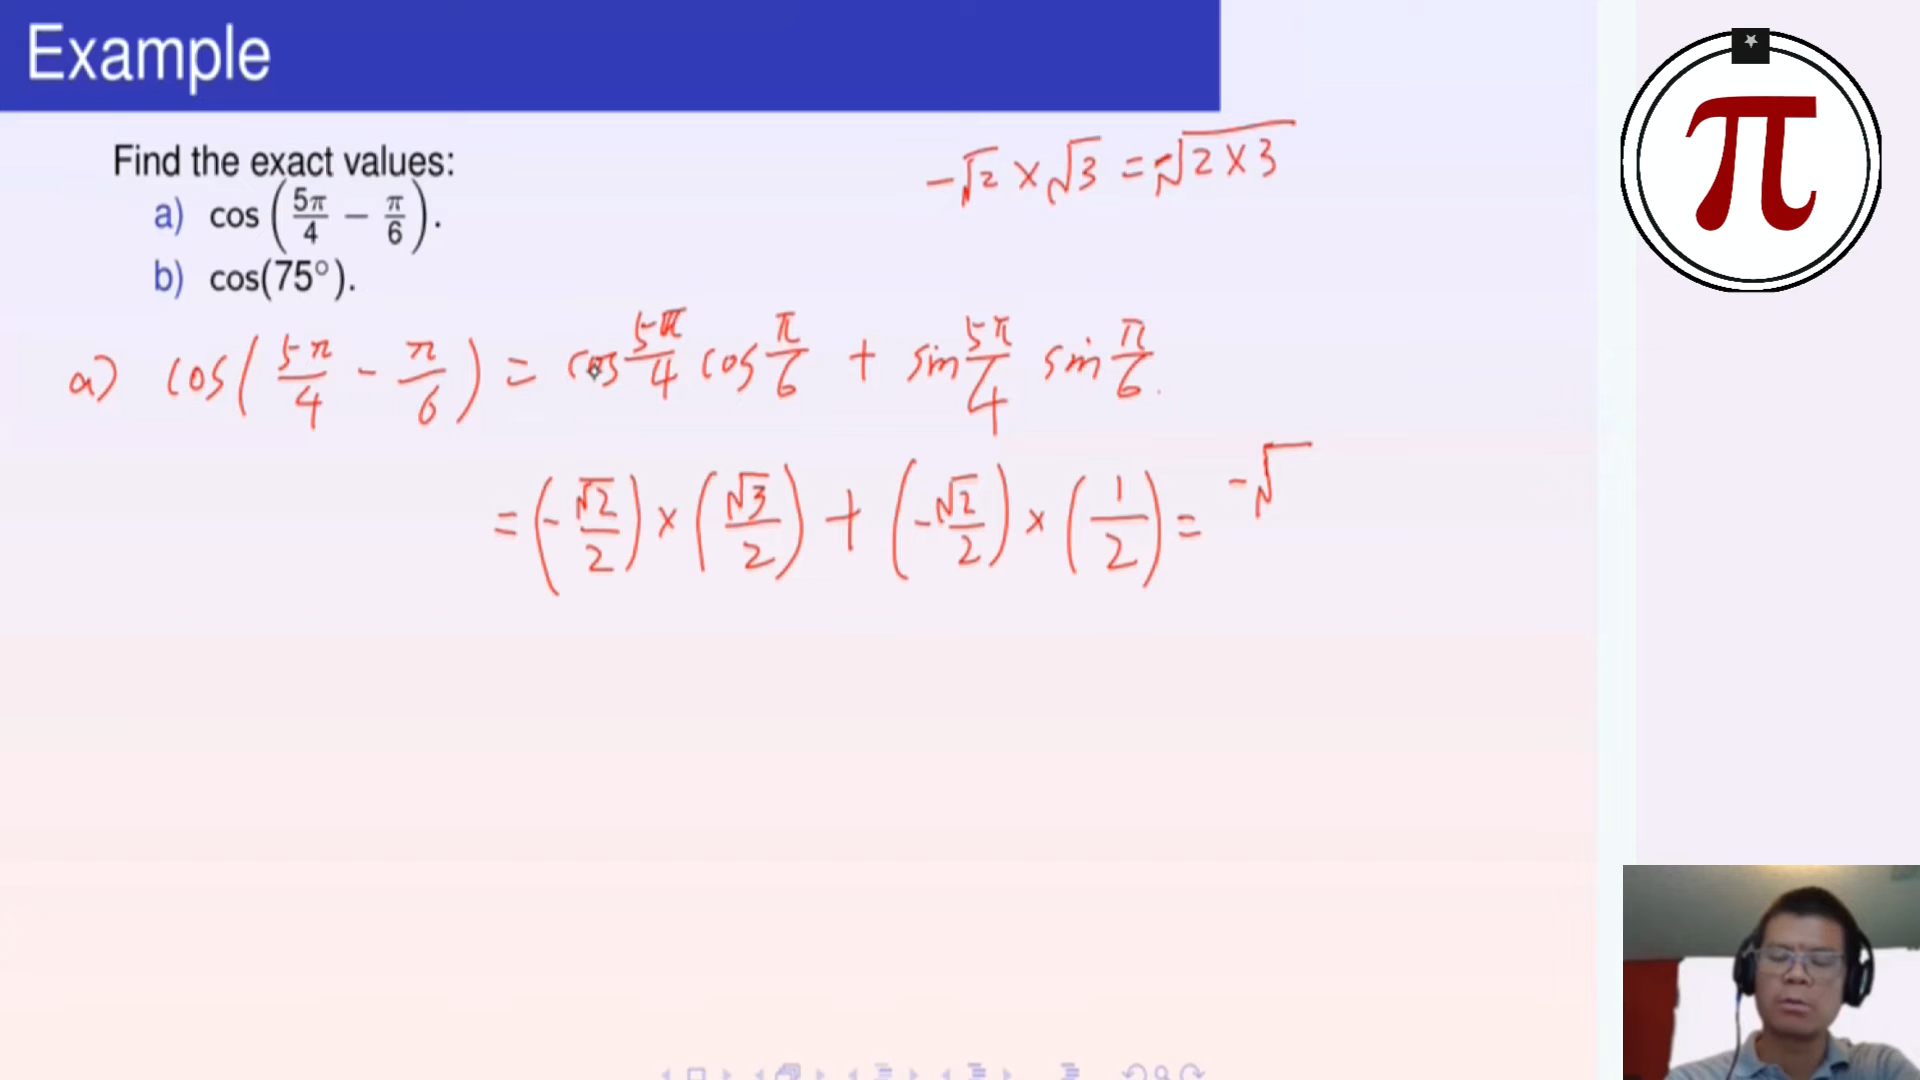 Example
Find the exact values:
a) cos(5π/4 − π/6).
b) cos(75°).
-√2 × √3 = -√(2×3)
a) cos(5π/4 - π/6) = cos 5π/4 cos π/6 + sin 5π/4 sin π/6.
= (-√2/2) × (√3/2) + (-√2/2) × (1/2) = -√
π